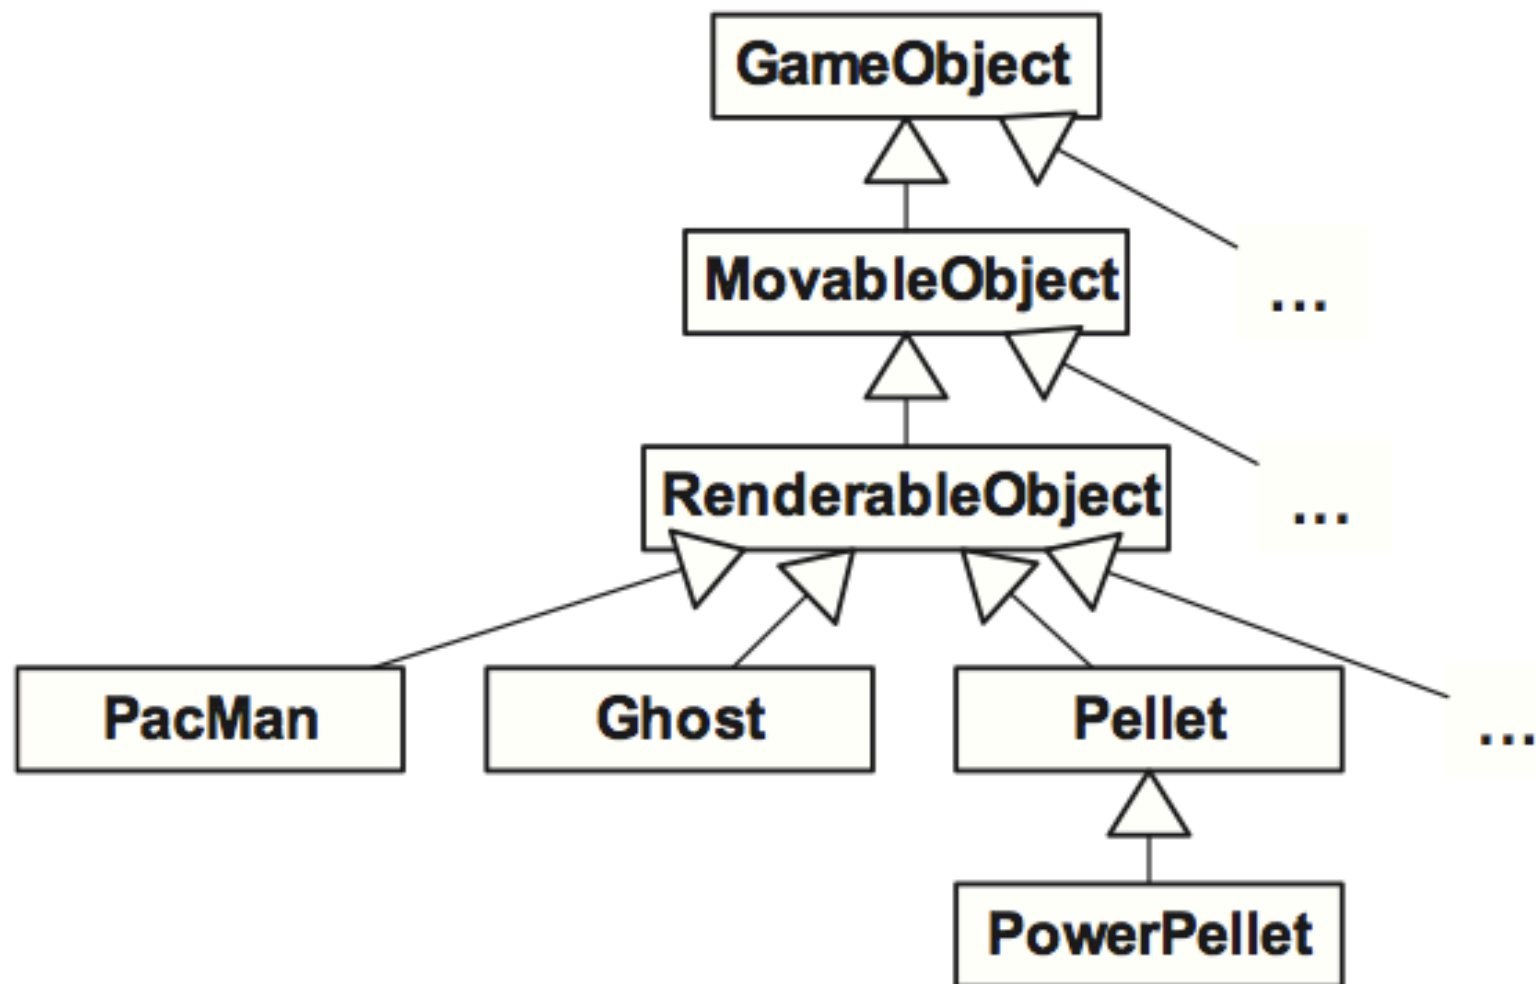 GameObject
MovableObject
...
RenderableObject
...
PacMan
Ghost
Pellet
...
PowerPellet